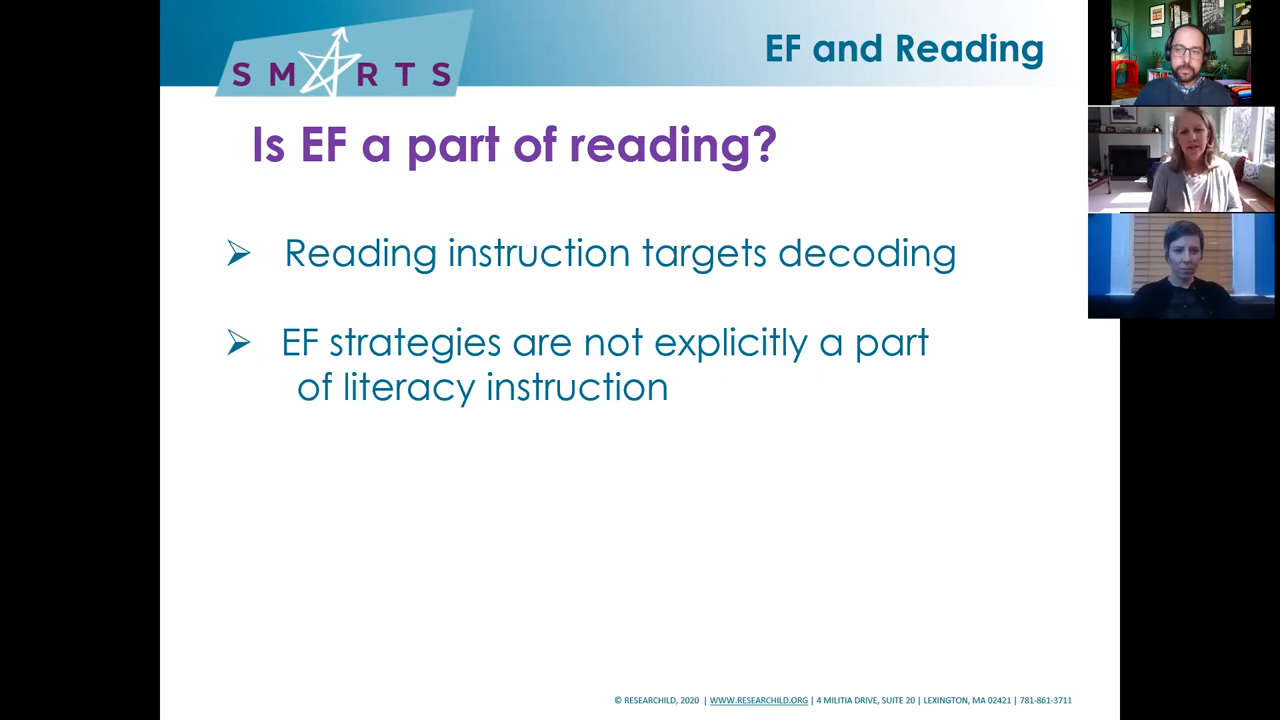 SMARTS
EF and Reading
Is EF a part of reading?
Reading instruction targets decoding
EF strategies are not explicitly a part
of literacy instruction
© RESEARCHILD, 2020 | WWW.RESEARCHILD.ORG | 4 MILITIA DRIVE, SUITE 20 | LEXINGTON, MA 02421 | 781-861-3711